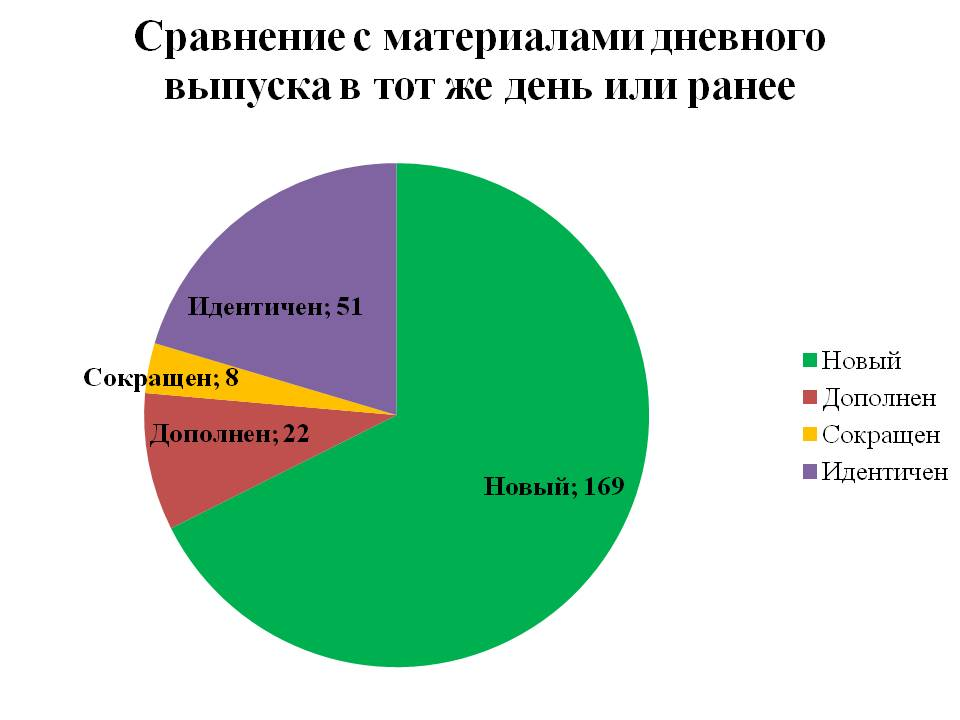 Сравнение с материалами дневного
выпуска в тот же день или ранее
Идентичен; 51
Сокращен; 8
Дополнен; 22
Новый; 169
Новый
Дополнен
Сокращен
Идентичен